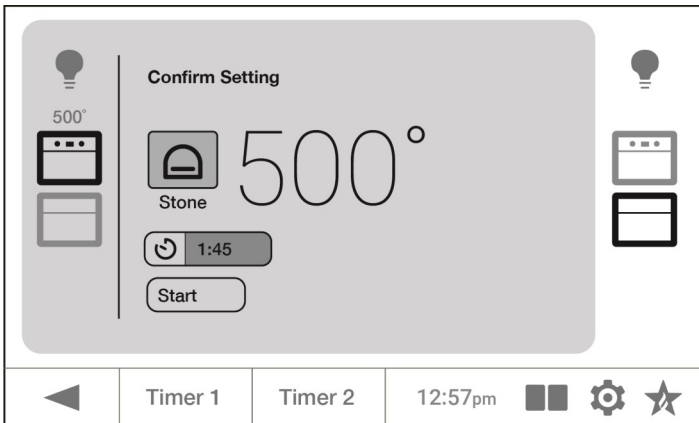 Confirm Setting
500°
500°
Stone
1:45
Start
Timer 1
Timer 2
12:57pm